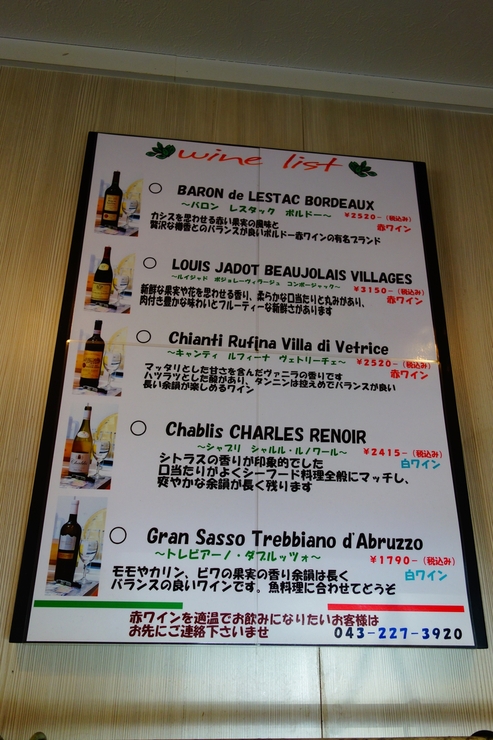 wine list
○ BARON de LESTAC BORDEAUX
～バロン レスタック ボルドー～ ¥2520-(税込み)
カシスを思わせる赤い果実の風味と 赤ワイン
贅沢な樽香とのバランスが良いボルドー赤ワインの有名ブランド
○ LOUIS JADOT BEAUJOLAIS VILLAGES
～ルイジャド ボジョレーヴィラージュ コンボージャック～ ¥3150-(税込み)
新鮮な果実や花を思わせる香り、柔らかな口当たりと丸みがあり、 赤ワイン
肉付き豊かな味わいとフルーティーな新鮮さがあります
○ Chianti Rufina Villa di Vetrice
～キャンティ ルフィーナ ヴェトリーチェ～ ¥2520-(税込み)
マッタリとした甘さを含んだヴァニラの香りです 赤ワイン
ハツラツとした酸があり、タンニンは控えめでバランスが良い
長い余韻が楽しめるワイン
○ Chablis CHARLES RENOIR
～シャブリ シャルル・ルノワール～ ¥2415-(税込み)
シトラスの香りが印象的でした 白ワイン
口当たりがよくシーフード料理全般にマッチし、
爽やかな余韻が長く残ります
○ Gran Sasso Trebbiano d'Abruzzo
～トレビアーノ・ダブルッツォ～ ¥1790-(税込み)
モモやカリン、ビワの果実の香り余韻は長く 白ワイン
バランスの良いワインです。魚料理に合わせてどうぞ
赤ワインを適温でお飲みになりたいお客様は
お先にご連絡下さいませ 043-227-3920